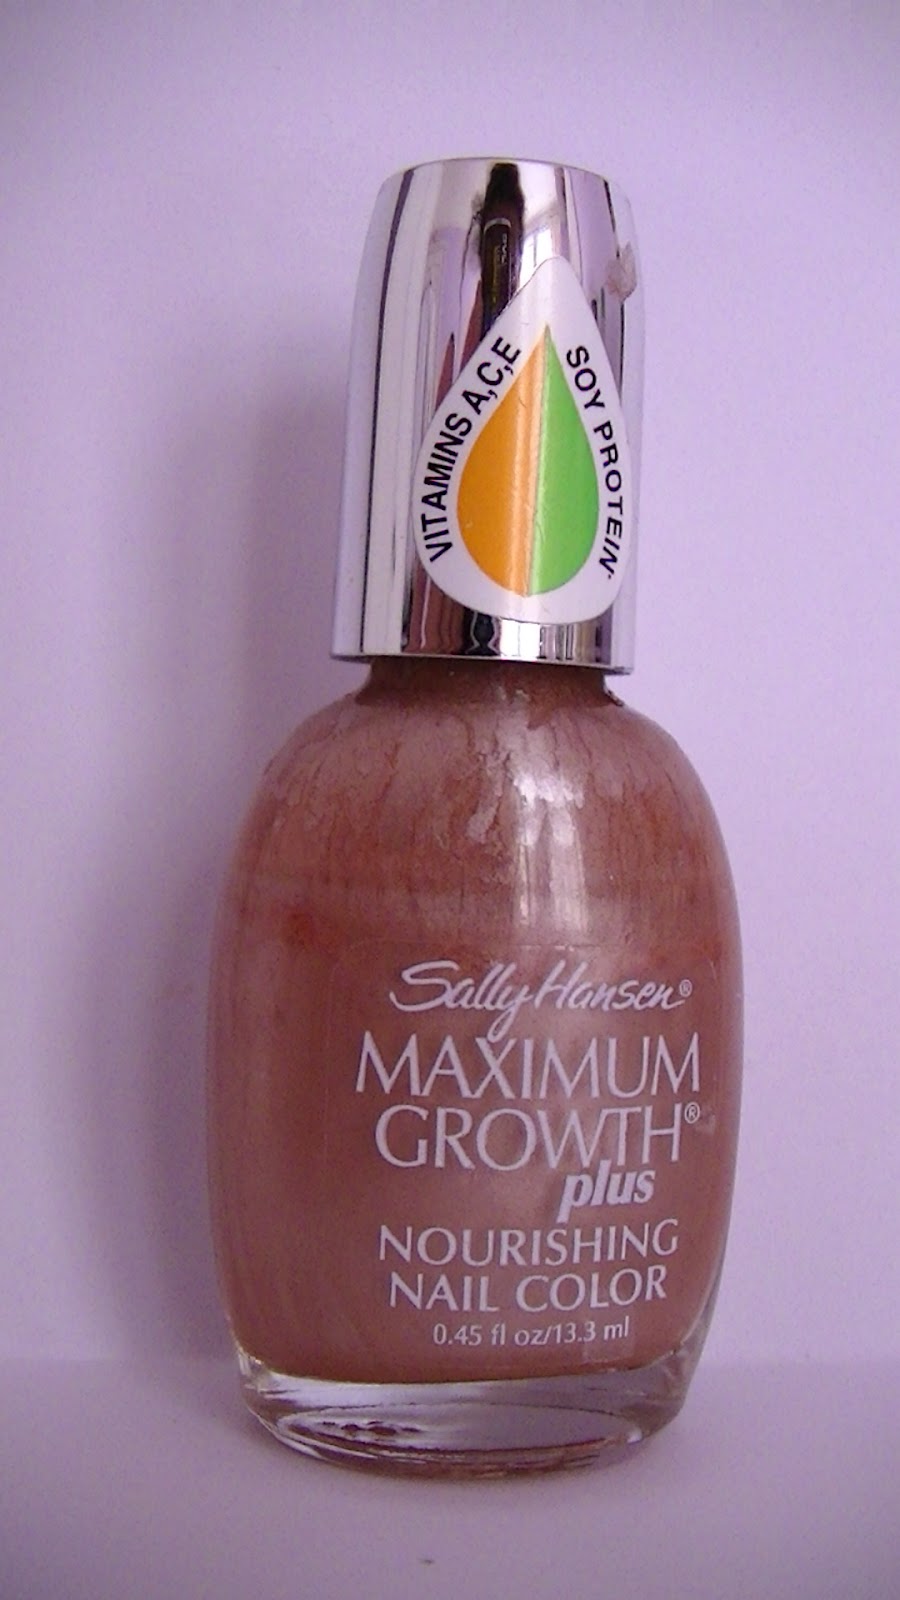 VITAMINS A,C,E
SOY PROTEIN
Sally Hansen®
MAXIMUM
GROWTH®
plus
NOURISHING
NAIL COLOR
0.45 fl oz/13.3 ml